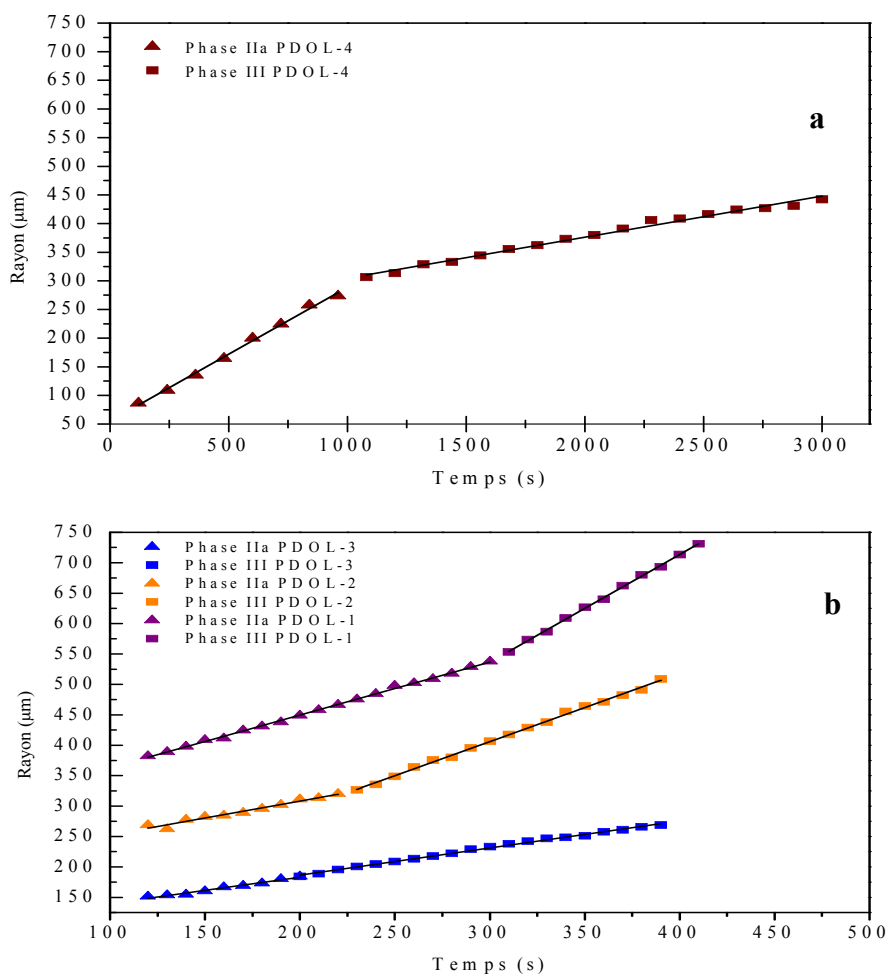 750
700
650
600
550
500
450
400
350
300
250
200
150
100
50
Rayon (μm)
Phase IIa PDOL-4
Phase III PDOL-4
a
0 500 1000 1500 2000 2500 3000
Temps (s)
750
700
650
600
550
500
450
400
350
300
250
200
150
Rayon (μm)
Phase IIa PDOL-3
Phase III PDOL-3
Phase IIa PDOL-2
Phase III PDOL-2
Phase IIa PDOL-1
Phase III PDOL-1
b
100 150 200 250 300 350 400 450 500
Temps (s)